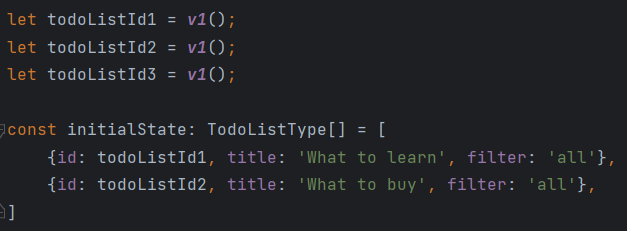 let todoListId1 = v1();
let todoListId2 = v1();
let todoListId3 = v1();
const initialState: TodoListType[] = [
{id: todoListId1, title: 'What to learn', filter: 'all'},
{id: todoListId2, title: 'What to buy', filter: 'all'},
]